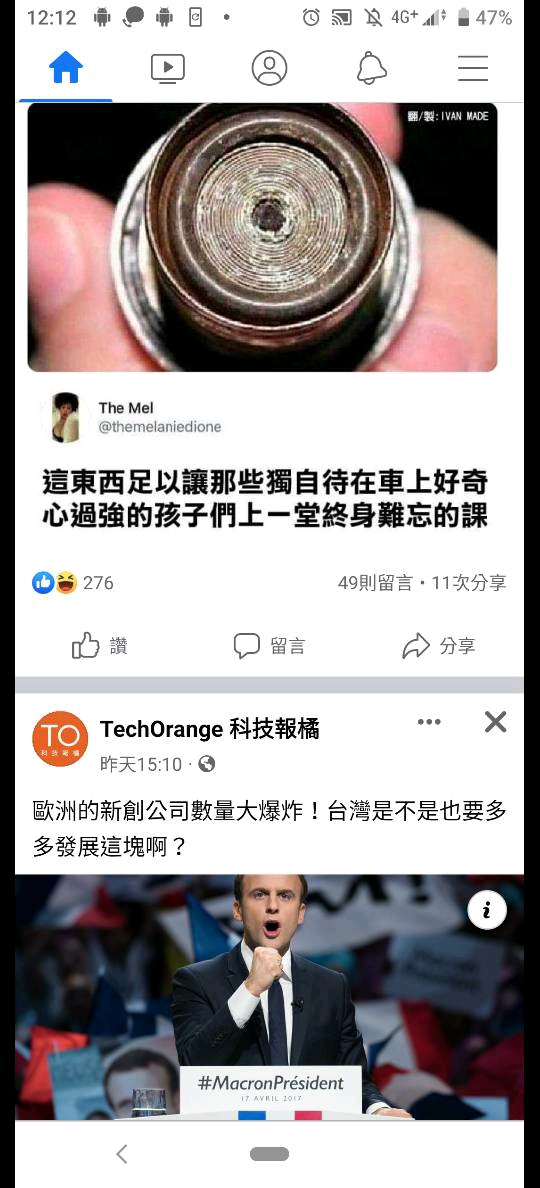 12:12
4G+
47%
翻/製:IVAN MADE
The Mel
@themelaniedione
這東西足以讓那些獨自待在車上好奇
心過強的孩子們上一堂終身難忘的課
276
49則留言・11次分享
讚
留言
分享
TO
科技報橘
TechOrange 科技報橘
昨天15:10 ·
歐洲的新創公司數量大爆炸！台灣是不是也要多
多發展這塊啊？
i
#MacronPrésident
17 AVRIL 2017